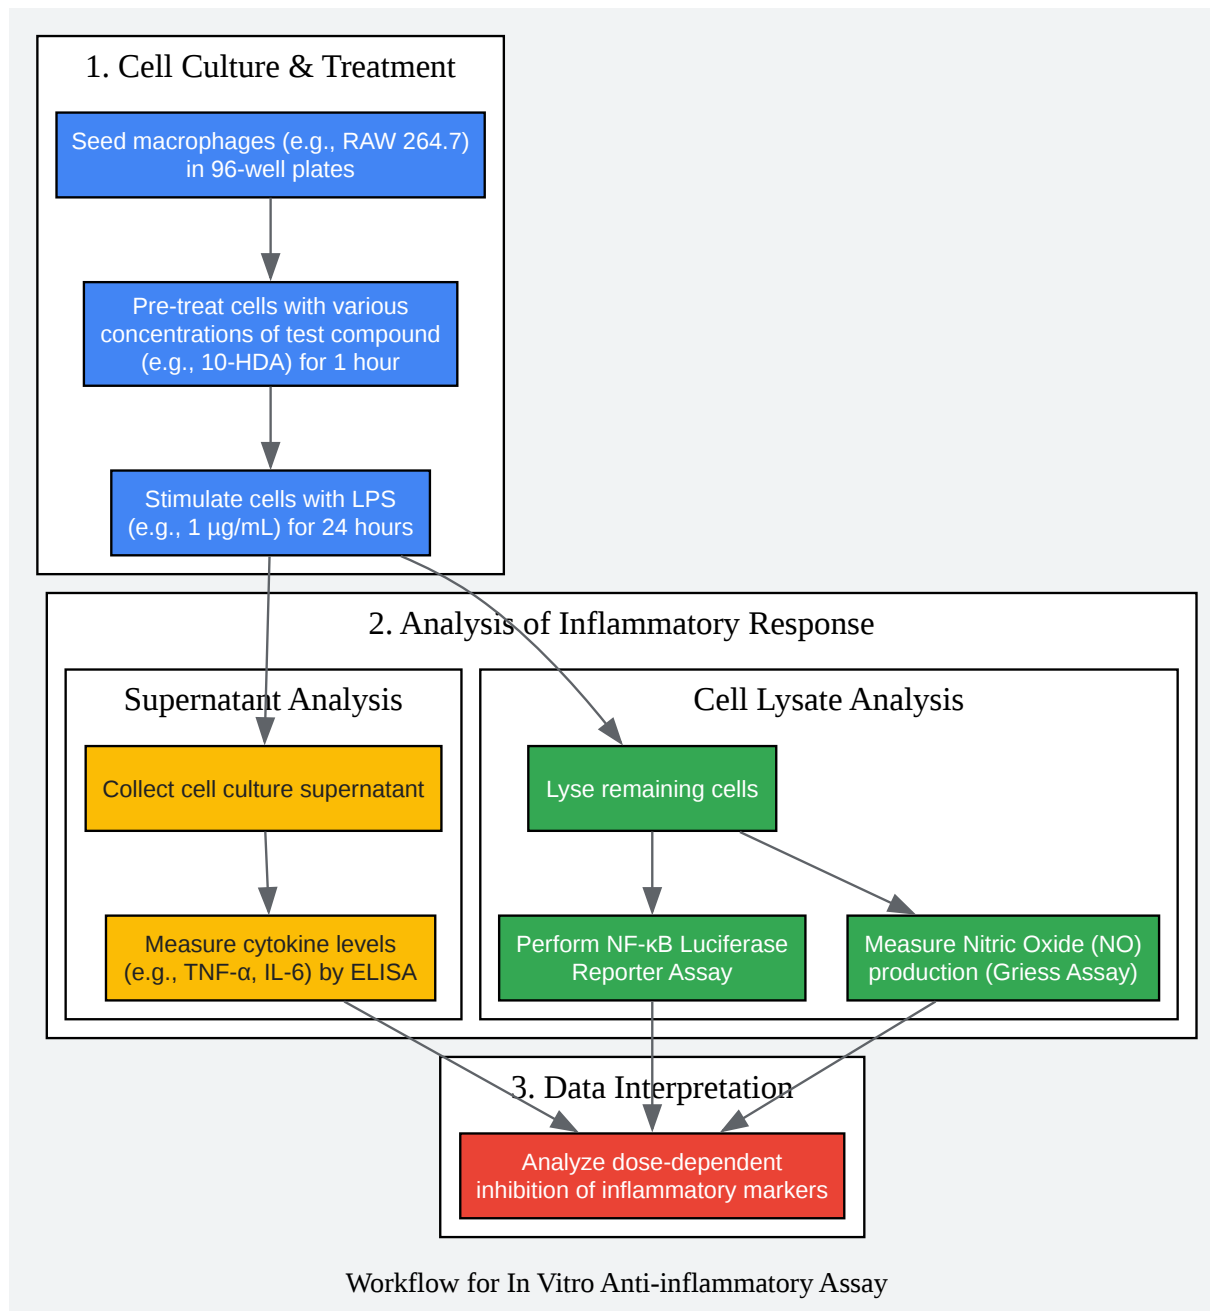 1. Cell Culture & Treatment
Seed macrophages (e.g., RAW 264.7)
in 96-well plates
Pre-treat cells with various
concentrations of test compound
(e.g., 10-HDA) for 1 hour
Stimulate cells with LPS
(e.g., 1 µg/mL) for 24 hours
2. Analysis of Inflammatory Response
Supernatant Analysis
Collect cell culture supernatant
Measure cytokine levels
(e.g., TNF-α, IL-6) by ELISA
Cell Lysate Analysis
Lyse remaining cells
Perform NF-κB Luciferase
Reporter Assay
Measure Nitric Oxide (NO)
production (Griess Assay)
3. Data Interpretation
Analyze dose-dependent
inhibition of inflammatory markers
Workflow for In Vitro Anti-inflammatory Assay